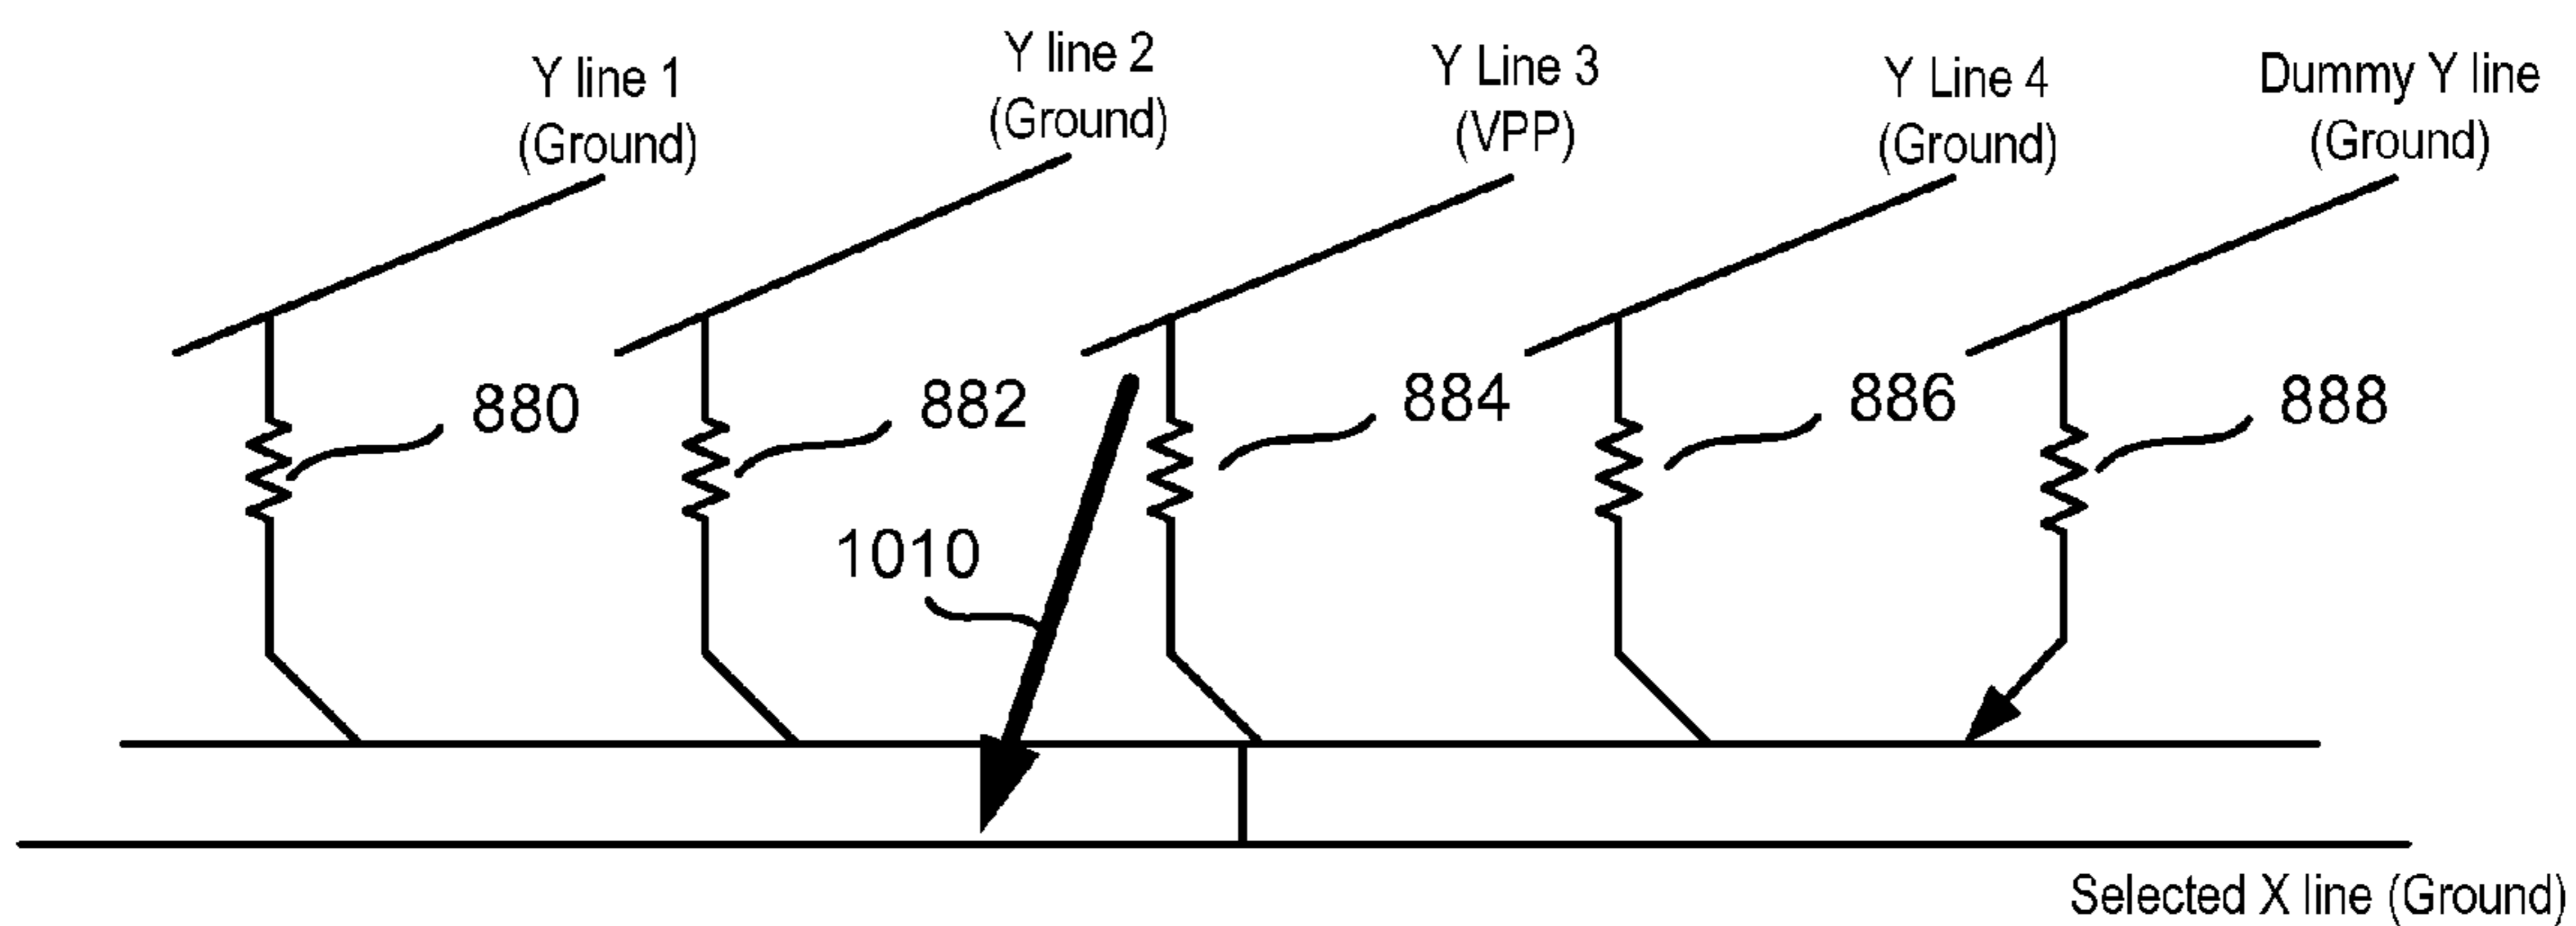 Y line 1
(Ground)
Y line 2
(Ground)
Y Line 3
(VPP)
Y Line 4
(Ground)
Dummy Y line
(Ground)
880
882
884
886
888
1010
Selected X line (Ground)